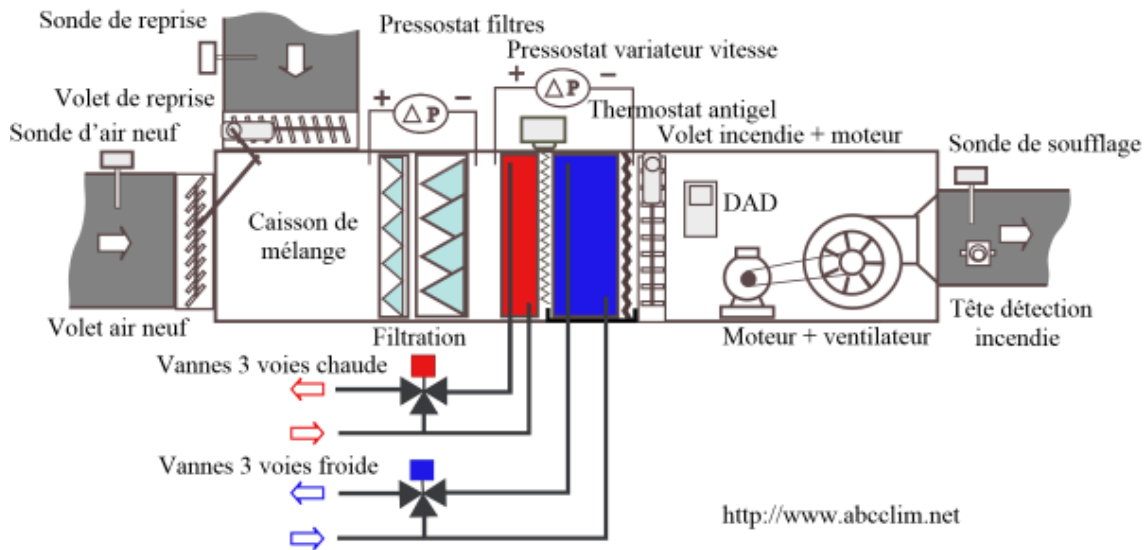 Sonde de reprise
Pressostat filtres
Pressostat variateur vitesse
+
−
Δ P
Volet de reprise
+
−
Δ P
Thermostat antigel
Sonde d'air neuf
Volet incendie + moteur
Sonde de soufflage
DAD
Caisson de
mélange
Volet air neuf
Filtration
Moteur + ventilateur
Tête détection
incendie
Vannes 3 voies chaude
Vannes 3 voies froide
http://www.abcclim.net